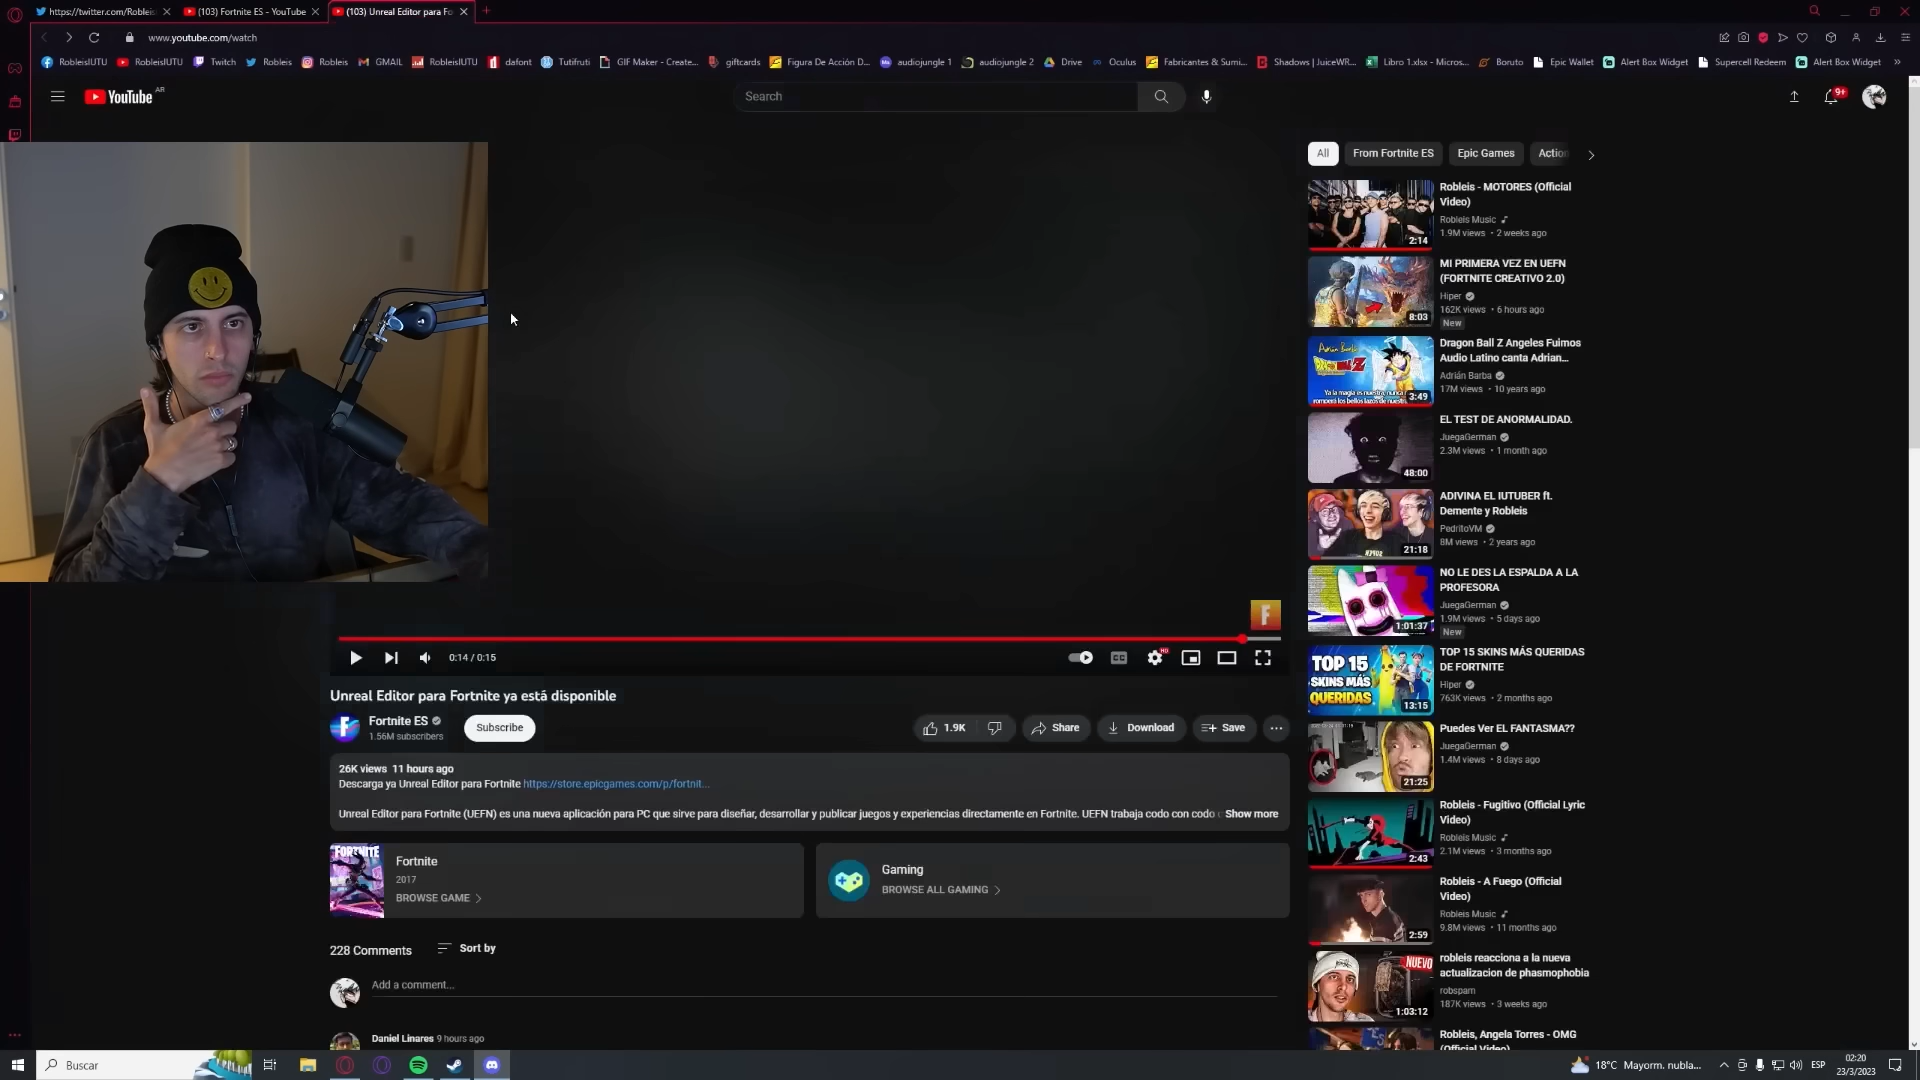 https://twitter.com/Robleis
(103) Fortnite ES - YouTube
(103) Unreal Editor para Fo
www.youtube.com/watch
RobleisIUTU
RobleisIUTU
Twitch
Robleis
Robleis
GMAIL
RobleisIUTU
dafont
Tutifruti
GIF Maker - Create...
giftcards
Figura De Acción D...
audiojungle 1
audiojungle 2
Drive
Oculus
Fabricantes & Sumi...
Shadows | JuiceWR...
Libro 1.xlsx - Micros...
Boruto
Epic Wallet
Alert Box Widget
Supercell Redeem
Alert Box Widget
YouTube AR
Search
9+
All
From Fortnite ES
Epic Games
Action
Robleis - MOTORES (Official
Video)
Robleis Music
1.9M views • 2 weeks ago
2:14
MI PRIMERA VEZ EN UEFN
(FORTNITE CREATIVO 2.0)
Hiper
162K views • 6 hours ago
New
8:03
Dragon Ball Z Angeles Fuimos
Audio Latino canta Adrian...
Adrián Barba
17M views • 10 years ago
3:49
EL TEST DE ANORMALIDAD.
JuegaGerman
2.3M views • 1 month ago
48:00
ADIVINA EL IUTUBER ft.
Demente y Robleis
PedritoVM
8M views • 2 years ago
21:18
NO LE DES LA ESPALDA A LA
PROFESORA
JuegaGerman
1.9M views • 5 days ago
New
1:01:37
TOP 15
SKINS MÁS
QUERIDAS
13:15
TOP 15 SKINS MÁS QUERIDAS
DE FORTNITE
Hiper
763K views • 2 months ago
Puedes Ver EL FANTASMA??
JuegaGerman
1.4M views • 8 days ago
21:25
Robleis - Fugitivo (Official Lyric
Video)
Robleis Music
2.1M views • 3 months ago
2:43
Robleis - A Fuego (Official
Video)
Robleis Music
9.8M views • 11 months ago
2:59
NUEVO
robleis reacciona a la nueva
actualizacion de phasmophobia
robspam
187K views • 3 weeks ago
1:03:12
Robleis, Angela Torres - OMG
(Official Video)
F
0:14 / 0:15
CC
HD
Unreal Editor para Fortnite ya está disponible
Fortnite ES
1.56M subscribers
Subscribe
1.9K
Share
Download
Save
26K views 11 hours ago
Descarga ya Unreal Editor para Fortnite https://store.epicgames.com/p/fortnit...
Unreal Editor para Fortnite (UEFN) es una nueva aplicación para PC que sirve para diseñar, desarrollar y publicar juegos y experiencias directamente en Fortnite. UEFN trabaja codo con codo c Show more
FORTNITE
Fortnite
2017
BROWSE GAME
Gaming
BROWSE ALL GAMING
228 Comments
Sort by
Add a comment...
Daniel Linares 9 hours ago
Buscar
18°C Mayorm. nubla...
ESP
02:20
23/3/2023